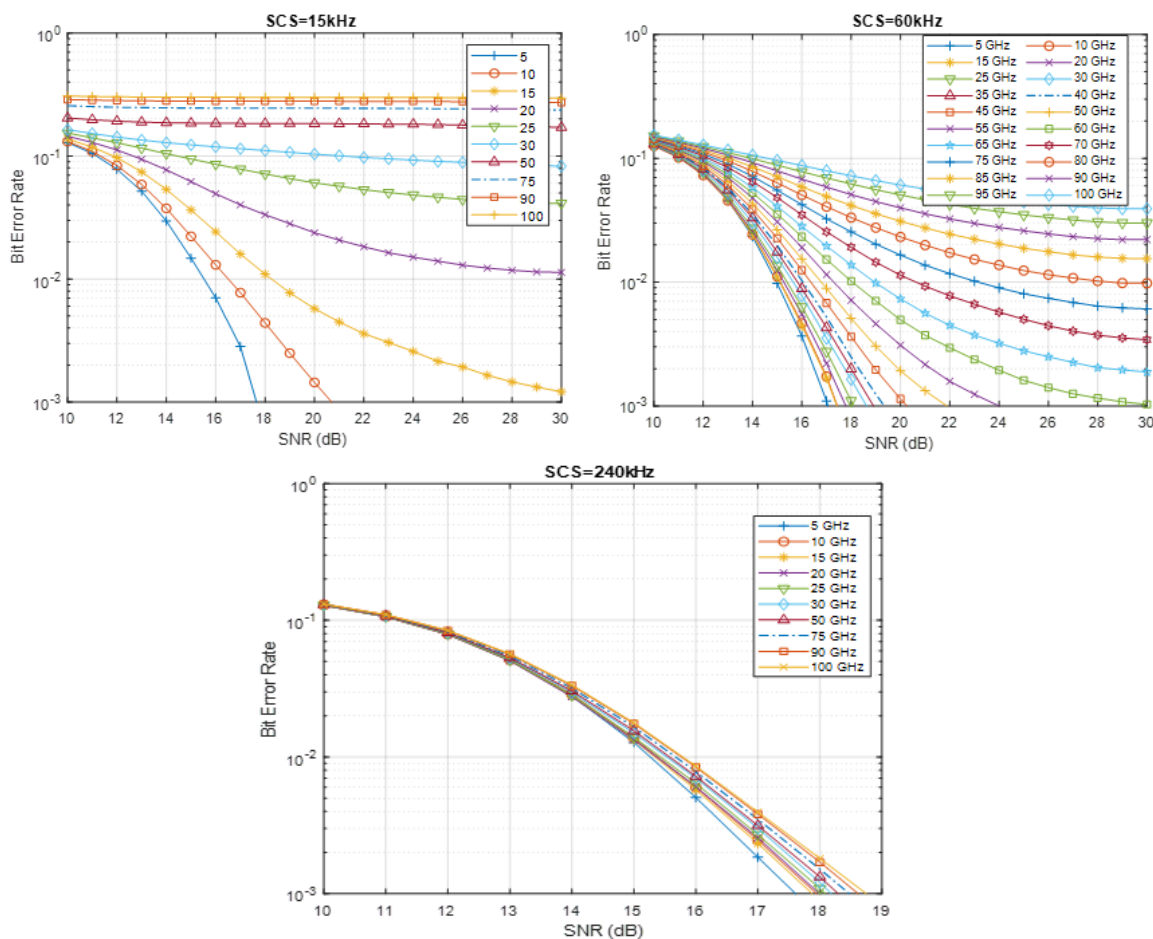 SCS=15kHz
10^0
10^-1
10^-2
10^-3
Bit Error Rate
10 12 14 16 18 20 22 24 26 28 30
SNR (dB)
5
10
15
20
25
30
50
75
90
100
SCS=60kHz
10^0
10^-1
10^-2
10^-3
Bit Error Rate
10 12 14 16 18 20 22 24 26 28 30
SNR (dB)
5 GHz 10 GHz
15 GHz 20 GHz
25 GHz 30 GHz
35 GHz 40 GHz
45 GHz 50 GHz
55 GHz 60 GHz
65 GHz 70 GHz
75 GHz 80 GHz
85 GHz 90 GHz
95 GHz 100 GHz
SCS=240kHz
10^0
10^-1
10^-2
10^-3
Bit Error Rate
10 11 12 13 14 15 16 17 18 19
SNR (dB)
5 GHz
10 GHz
15 GHz
20 GHz
25 GHz
30 GHz
50 GHz
75 GHz
90 GHz
100 GHz